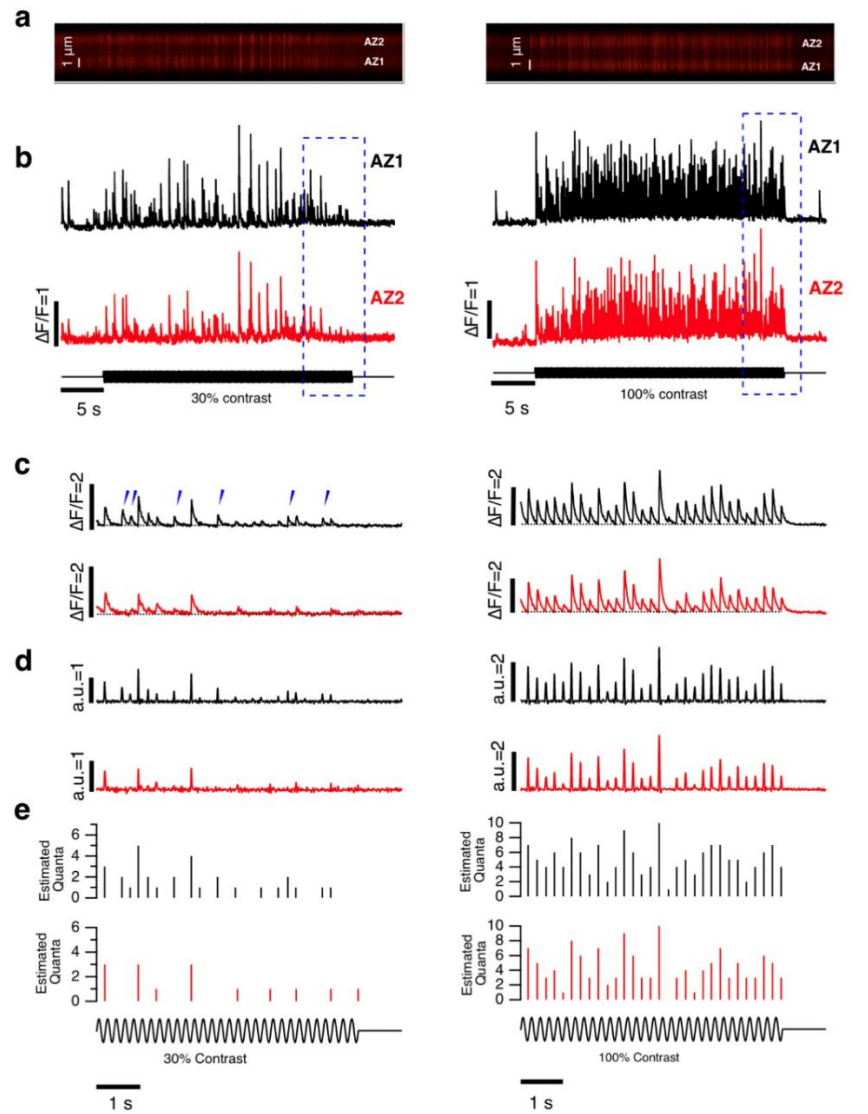 a
1 µm
AZ2
AZ1
1 µm
AZ2
AZ1
b
AZ1
AZ1
AZ2
AZ2
ΔF/F=1
ΔF/F=1
5 s
30% contrast
5 s
100% contrast
c
ΔF/F=2
ΔF/F=2
ΔF/F=2
ΔF/F=2
d
a.u.=1
a.u.=2
a.u.=1
a.u.=2
e
Estimated
Quanta
6
4
2
0
Estimated
Quanta
10
8
6
4
2
0
Estimated
Quanta
6
4
2
0
Estimated
Quanta
10
8
6
4
2
0
30% Contrast
100% Contrast
1 s
1 s